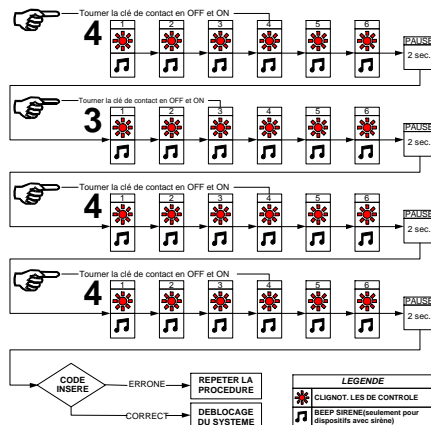 Tourner la clé de contact en OFF et ON
4
1 2 3 4 5 6
PAUSE
2 sec.
Tourner la clé de contact en OFF et ON
3
1 2 3 4 5 6
PAUSE
2 sec.
Tourner la clé de contact en OFF et ON
4
1 2 3 4 5 6
PAUSE
2 sec.
Tourner la clé de contact en OFF et ON
4
1 2 3 4 5 6
PAUSE
2 sec.
CODE
INSERE
ERRONE
REPETER LA
PROCEDURE
CORRECT
DEBLOCAGE
DU SYSTEME
LEGENDE
CLIGNOT. LES DE CONTROLE
BEEP SIRENE(seulement pour
dispositifs avec sirène)